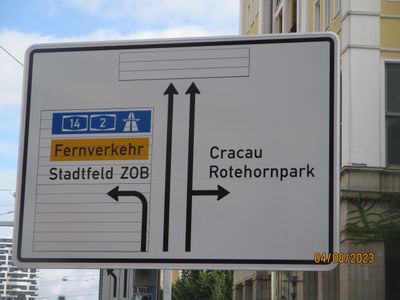 14 2
Fernverkehr
Stadtfeld ZOB
Cracau
Rotehornpark
04/08/2023